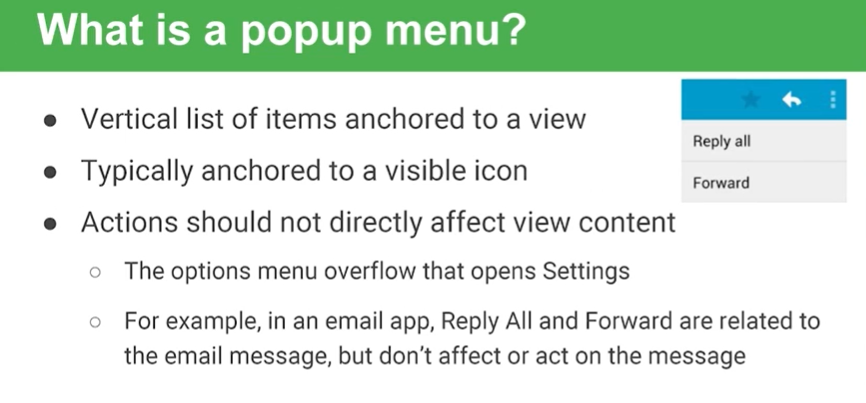 What is a popup menu?
● Vertical list of items anchored to a view
● Typically anchored to a visible icon
● Actions should not directly affect view content
○ The options menu overflow that opens Settings
○ For example, in an email app, Reply All and Forward are related to
the email message, but don't affect or act on the message
Reply all
Forward